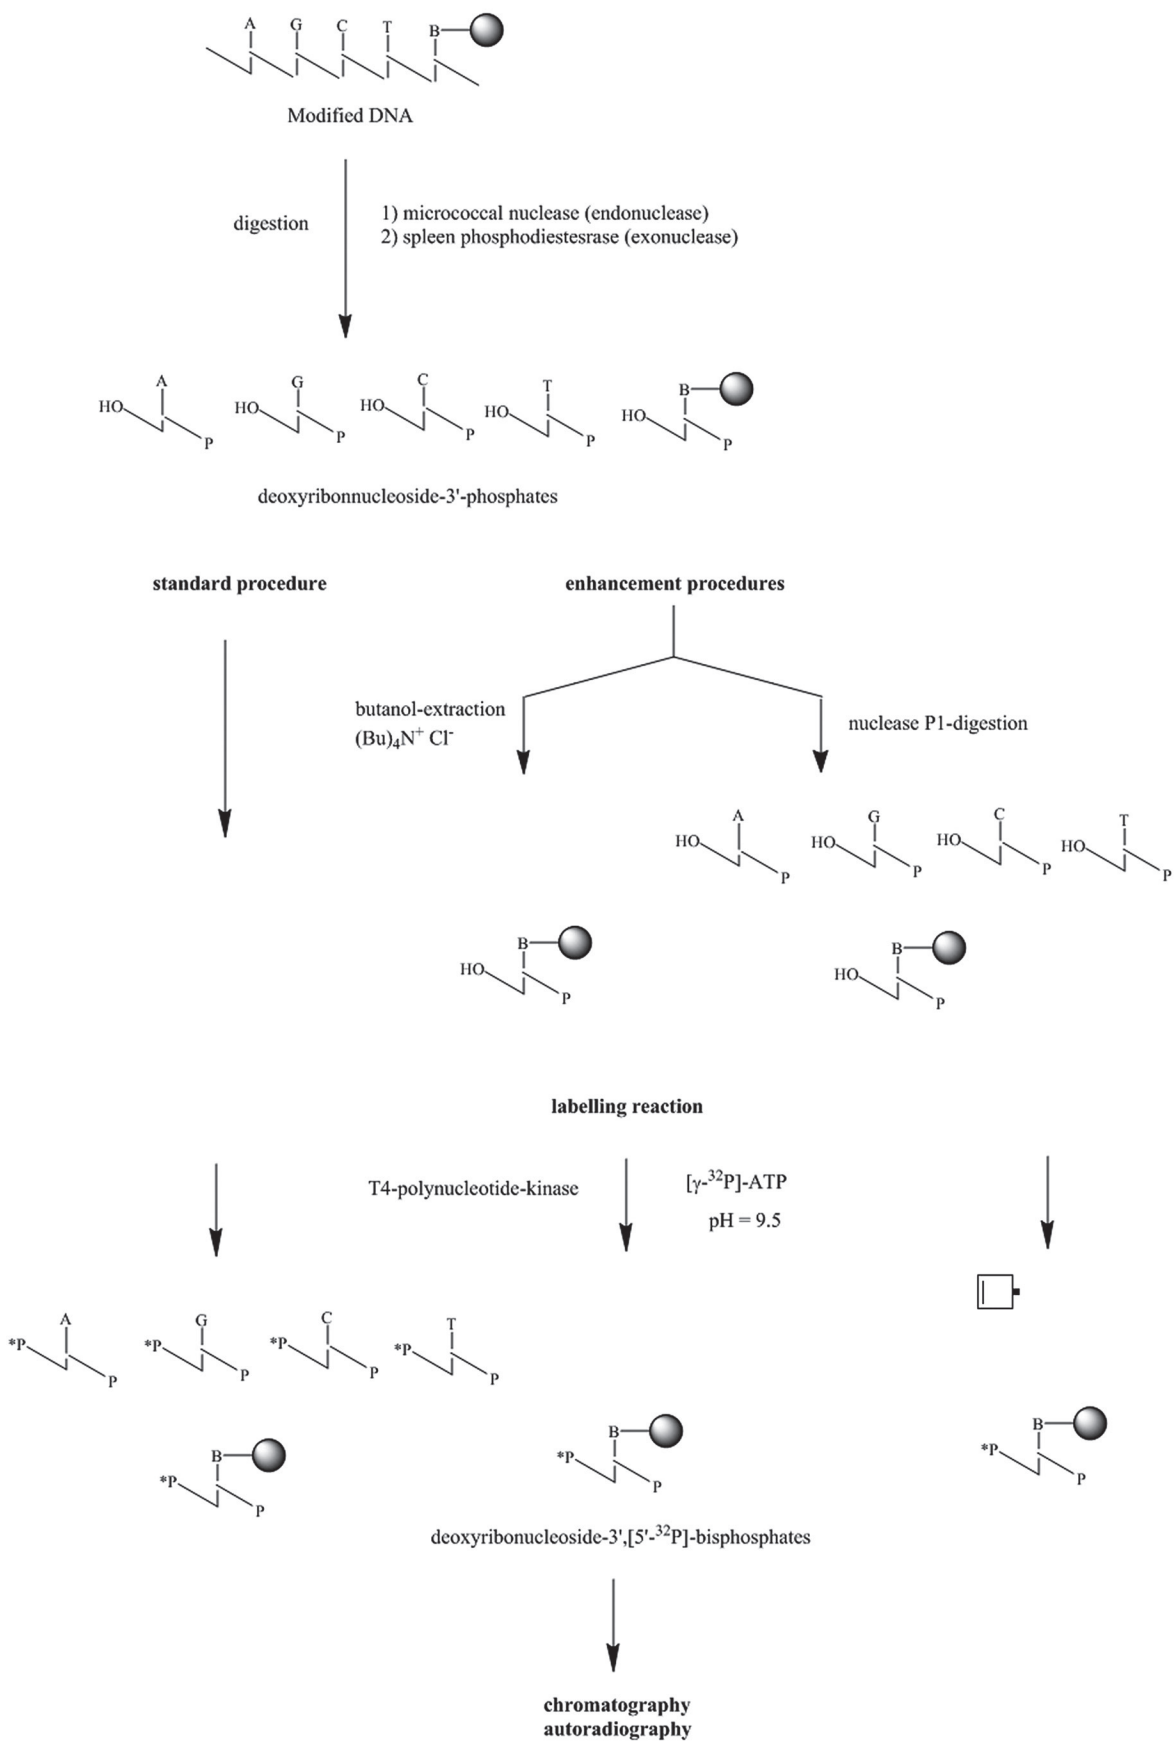 A G C T B
Modified DNA
digestion
1) micrococcal nuclease (endonuclease)
2) spleen phosphodiestesrase (exonuclease)
A G C T B
HO P HO P HO P HO P HO P
deoxyribonnucleoside-3'-phosphates
standard procedure
enhancement procedures
butanol-extraction
(Bu)₄N⁺ Cl⁻
nuclease P1-digestion
A G C T
HO P HO P HO P HO P
B B
HO P HO P
labelling reaction
T4-polynucleotide-kinase
[γ-³²P]-ATP
pH = 9.5
A G C T
*P P *P P *P P *P P
B B B
*P P *P P *P P
deoxyribonucleoside-3',[5'-³²P]-bisphosphates
chromatography
autoradiography